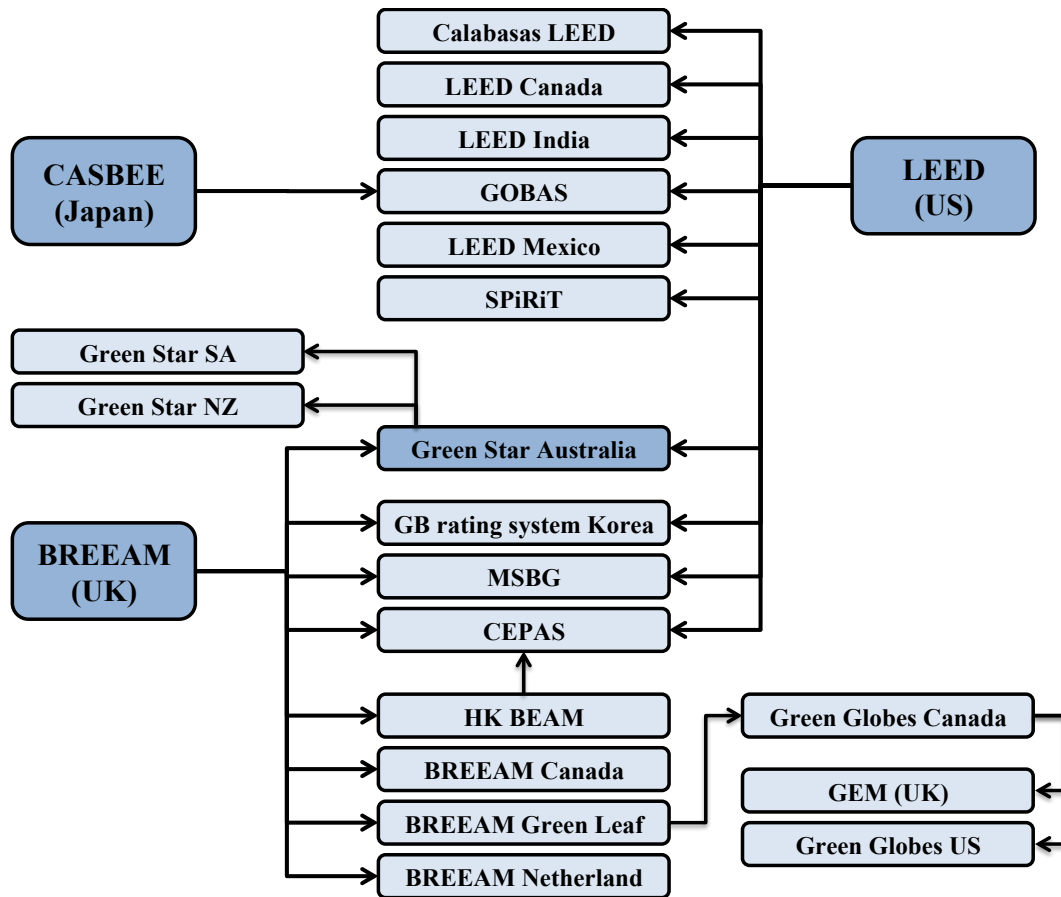 Calabasas LEED
LEED Canada
LEED India
CASBEE
(Japan)
GOBAS
LEED
(US)
LEED Mexico
SPiRiT
Green Star SA
Green Star NZ
Green Star Australia
GB rating system Korea
BREEAM
(UK)
MSBG
CEPAS
HK BEAM
Green Globes Canada
BREEAM Canada
GEM (UK)
BREEAM Green Leaf
Green Globes US
BREEAM Netherland